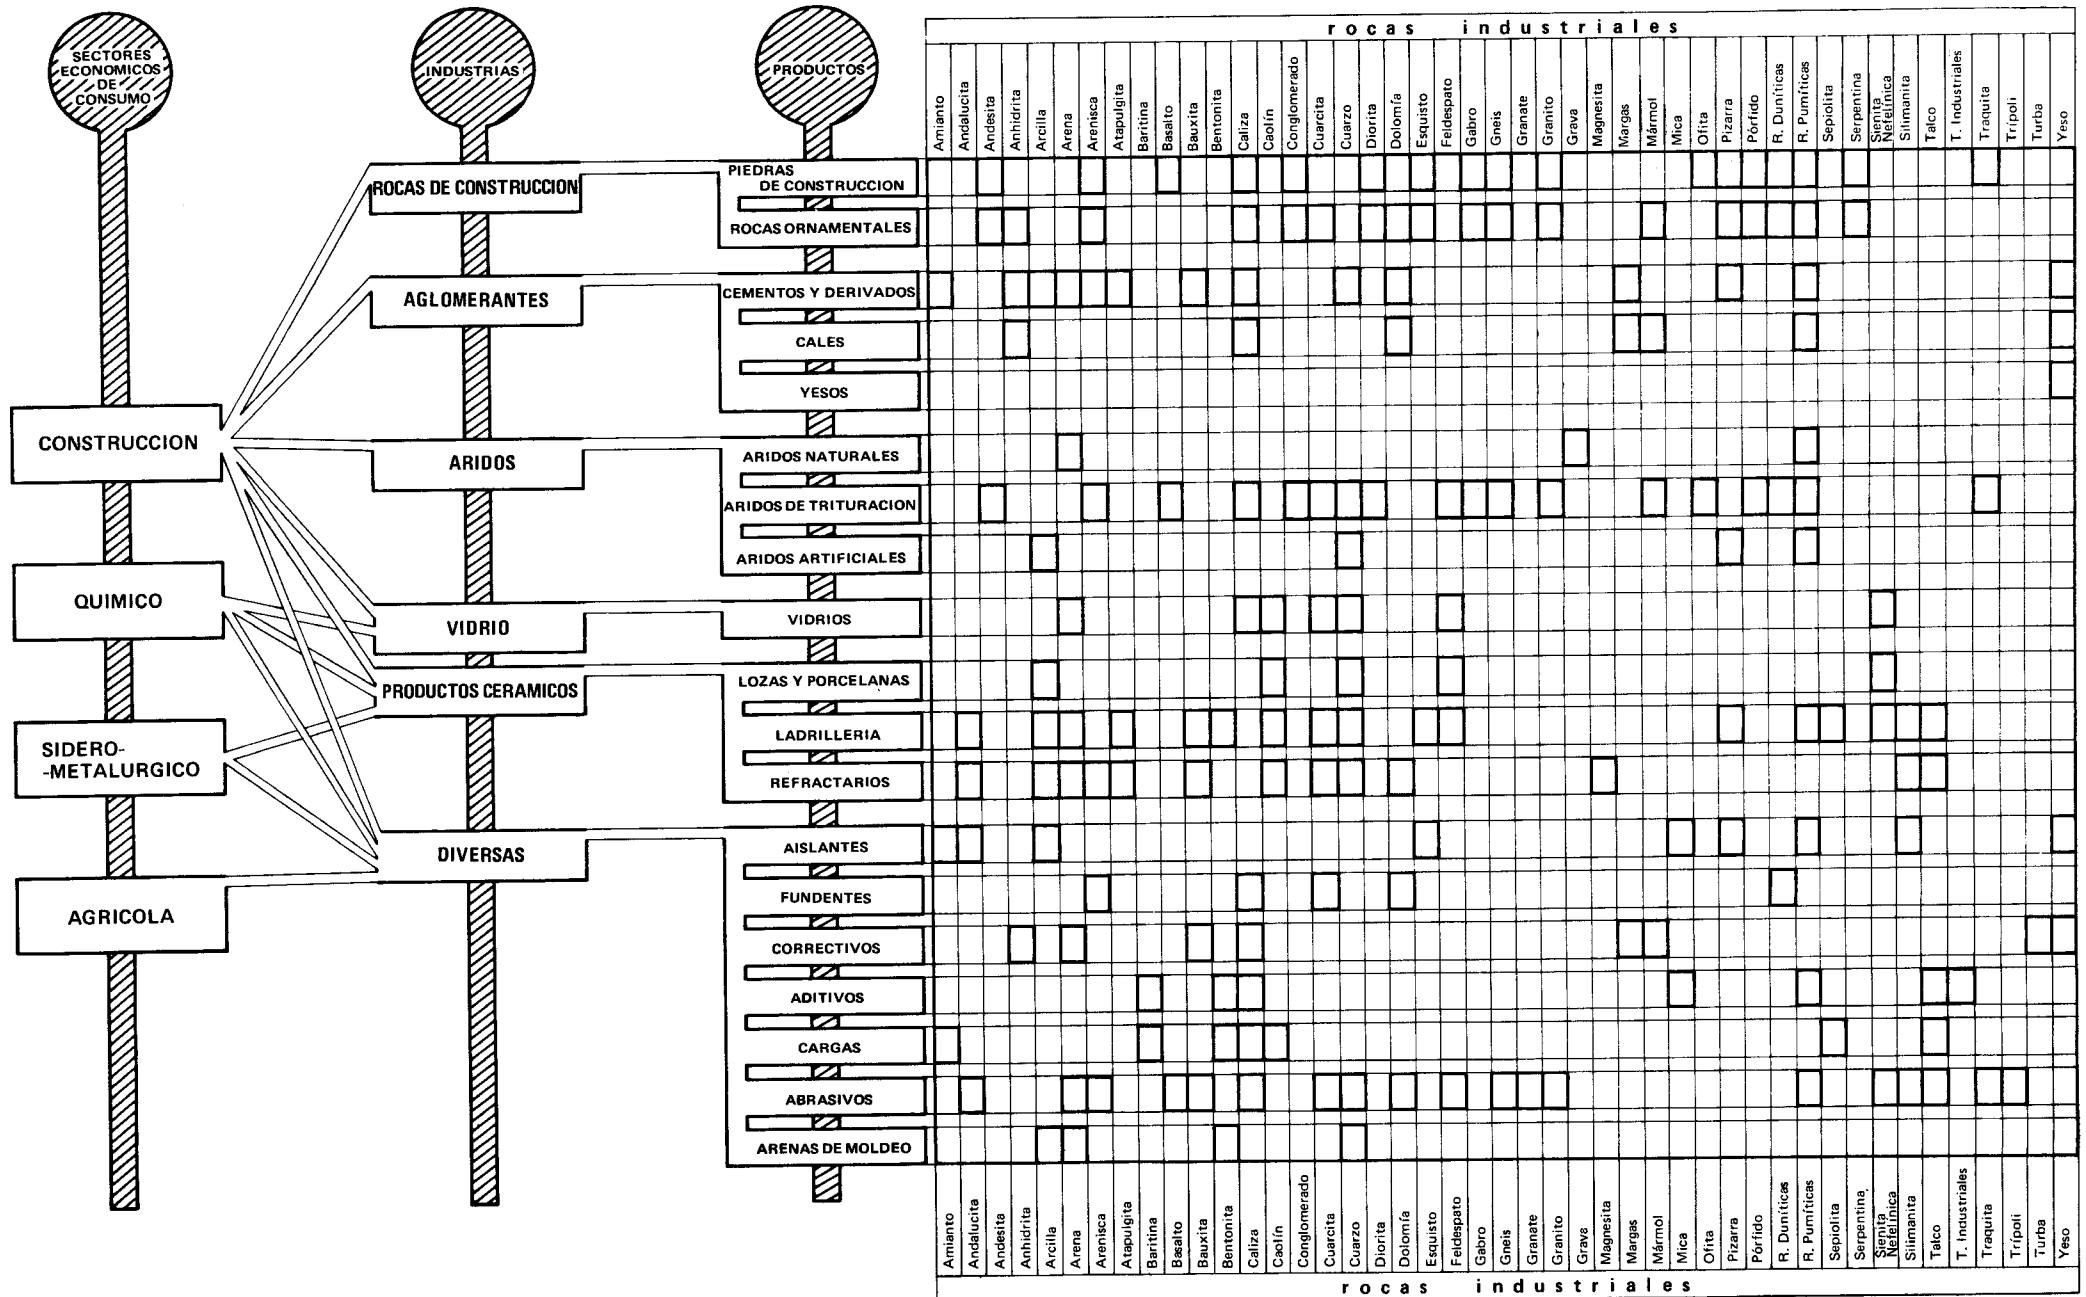 rocas industriales
SECTORES
ECONOMICOS
DE
CONSUMO
INDUSTRIAS
PRODUCTOS
Amianto
Andalucita
Andesita
Anhidrita
Arcilla
Arena
Arenisca
Atapulgita
Baritina
Basalto
Bauxita
Bentonita
Caliza
Caolín
Conglomerado
Cuarcita
Cuarzo
Diorita
Dolomía
Esquisto
Feldespato
Gabro
Gneis
Granate
Granito
Grava
Magnesita
Margas
Mármol
Mica
Ofita
Pizarra
Pórfido
R. Duníticas
R. Pumíticas
Sepiolita
Serpentina
Sienita
Nefelínica
Silimanita
Talco
T. Industriales
Traquita
Trípoli
Turba
Yeso
CONSTRUCCION
QUIMICO
SIDERO-
-METALURGICO
AGRICOLA
ROCAS DE CONSTRUCCION
AGLOMERANTES
ARIDOS
VIDRIO
PRODUCTOS CERAMICOS
DIVERSAS
PIEDRAS
DE CONSTRUCCION
ROCAS ORNAMENTALES
CEMENTOS Y DERIVADOS
CALES
YESOS
ARIDOS NATURALES
ARIDOS DE TRITURACION
ARIDOS ARTIFICIALES
VIDRIOS
LOZAS Y PORCELANAS
LADRILLERIA
REFRACTARIOS
AISLANTES
FUNDENTES
CORRECTIVOS
ADITIVOS
CARGAS
ABRASIVOS
ARENAS DE MOLDEO
Amianto
Andalucita
Andesita
Anhidrita
Arcilla
Arena
Arenisca
Atapulgita
Baritina
Basalto
Bauxita
Bentonita
Caliza
Caolín
Conglomerado
Cuarcita
Cuarzo
Diorita
Dolomía
Esquisto
Feldespato
Gabro
Gneis
Granate
Granito
Grava
Magnesita
Margas
Mármol
Mica
Ofita
Pizarra
Pórfido
R. Duníticas
R. Pumíticas
Sepiolita
Serpentina
Sienita
Nefelínica
Silimanita
Talco
T. Industriales
Traquita
Trípoli
Turba
Yeso
rocas industriales